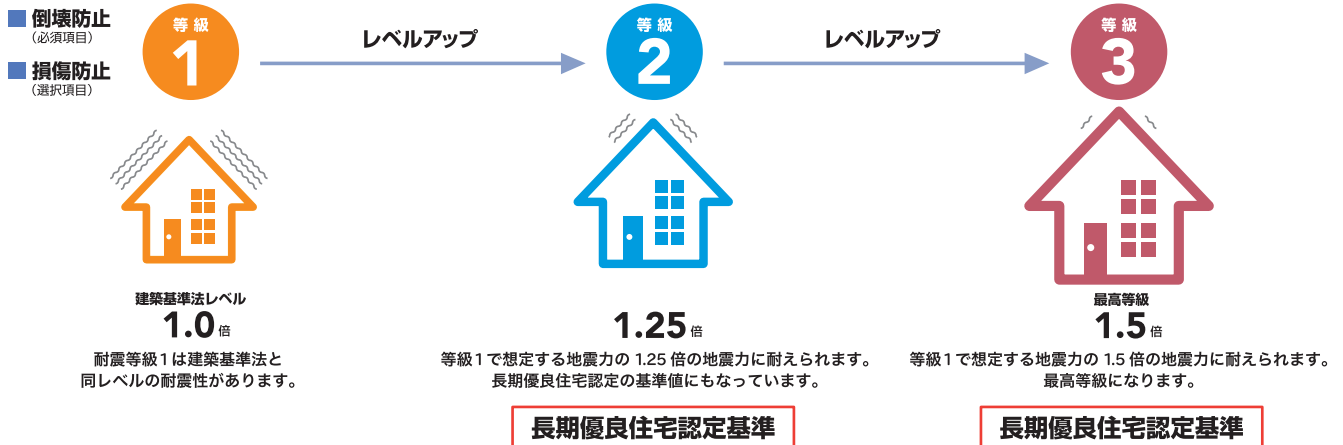 倒壊防止
（必須項目）
損傷防止
（選択項目）
等級
1
レベルアップ
等級
2
レベルアップ
等級
3
建築基準法レベル
1.0 倍
耐震等級1は建築基準法と
同レベルの耐震性があります。
1.25 倍
等級1で想定する地震力の 1.25 倍の地震力に耐えられます。
長期優良住宅認定の基準値にもなっています。
長期優良住宅認定基準
最高等級
1.5 倍
等級1で想定する地震力の 1.5 倍の地震力に耐えられます。
最高等級になります。
長期優良住宅認定基準